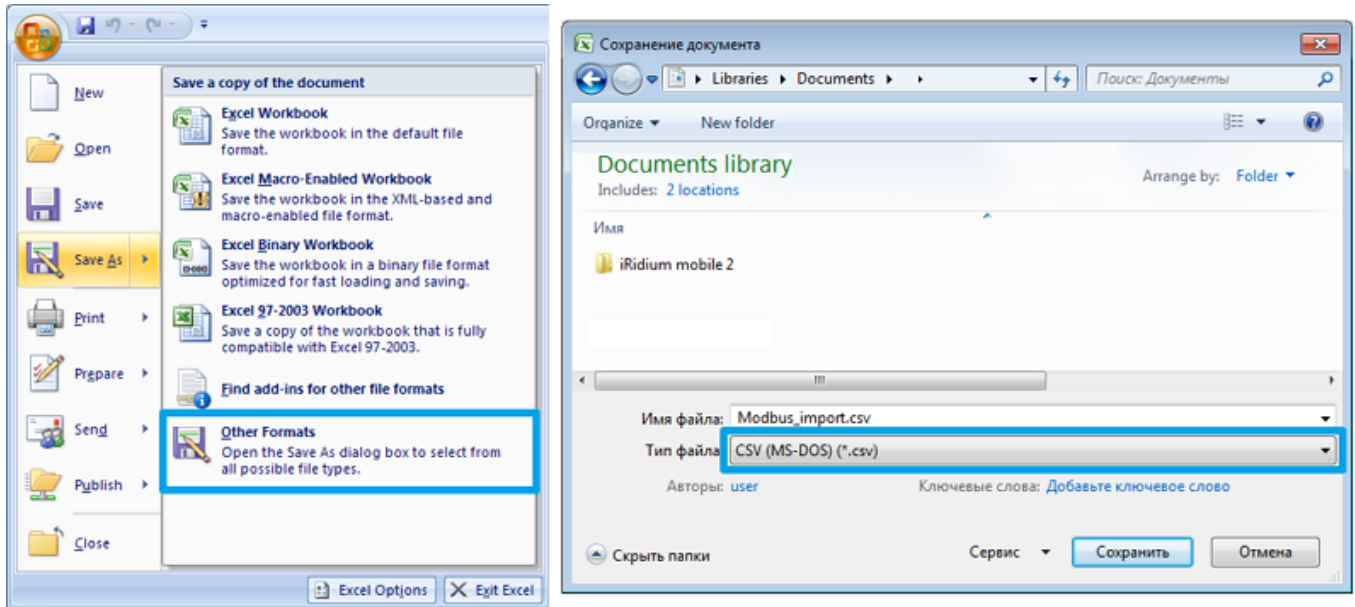 New
Open
Save
Save As
Print
Prepare
Send
Publish
Close
Save a copy of the document
Excel Workbook
Save the workbook in the default file
format.
Excel Macro-Enabled Workbook
Save the workbook in the XML-based and
macro-enabled file format.
Excel Binary Workbook
Save the workbook in a binary file format
optimized for fast loading and saving.
Excel 97-2003 Workbook
Save a copy of the workbook that is fully
compatible with Excel 97-2003.
Find add-ins for other file formats
Other Formats
Open the Save As dialog box to select from
all possible file types.
Excel Options
Exit Excel
Сохранение документа
Libraries Documents
Поиск: Документы
Organize New folder
Documents library
Includes: 2 locations
Arrange by: Folder
Имя
iRidium mobile 2
Имя файла: Modbus_import.csv
Тип файла CSV (MS-DOS) (*.csv)
Авторы: user Ключевые слова: Добавьте ключевое слово
Скрыть папки Сервис Сохранить Отмена